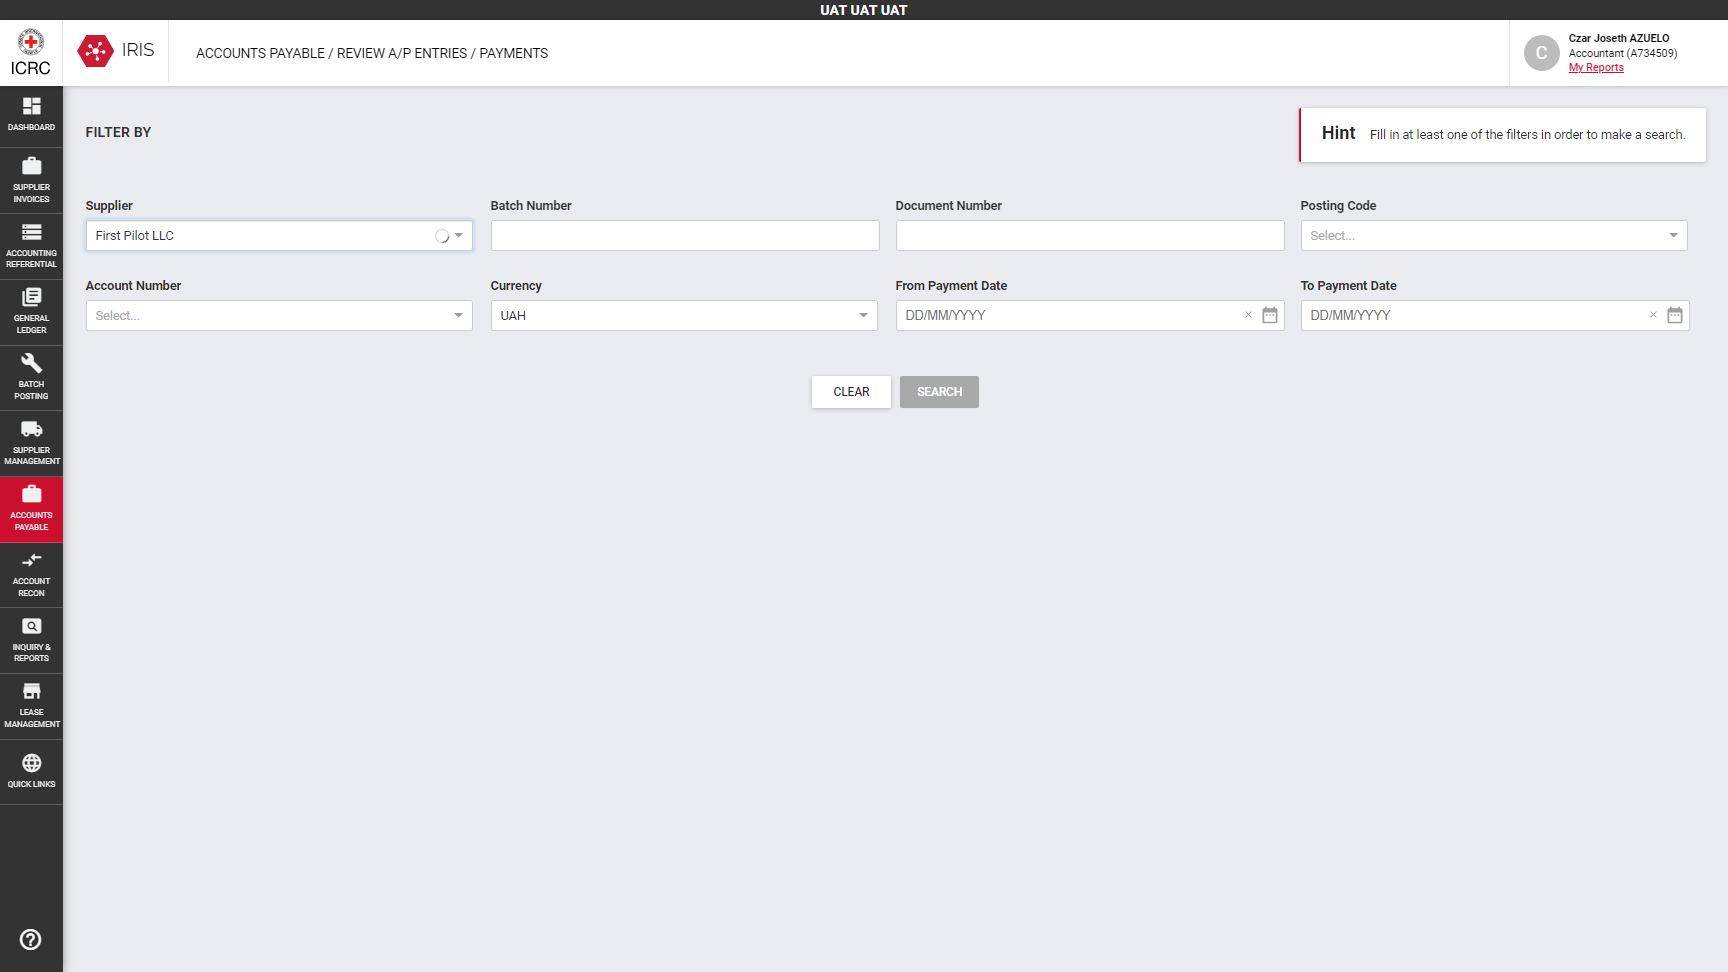 UAT UAT UAT
ICRC
IRIS
ACCOUNTS PAYABLE / REVIEW A/P ENTRIES / PAYMENTS
C
Czar Joseth AZUELO
Accountant (A734509)
My Reports
DASHBOARD
SUPPLIER
INVOICES
ACCOUNTING
REFERENTIAL
GENERAL
LEDGER
BATCH
POSTING
SUPPLIER
MANAGEMENT
ACCOUNTS
PAYABLE
ACCOUNT
RECON
INQUIRY &
REPORTS
LEASE
MANAGEMENT
QUICK LINKS
FILTER BY
Hint Fill in at least one of the filters in order to make a search.
Supplier
First Pilot LLC
Batch Number
Document Number
Posting Code
Select...
Account Number
Select...
Currency
UAH
From Payment Date
DD/MM/YYYY
To Payment Date
DD/MM/YYYY
CLEAR
SEARCH